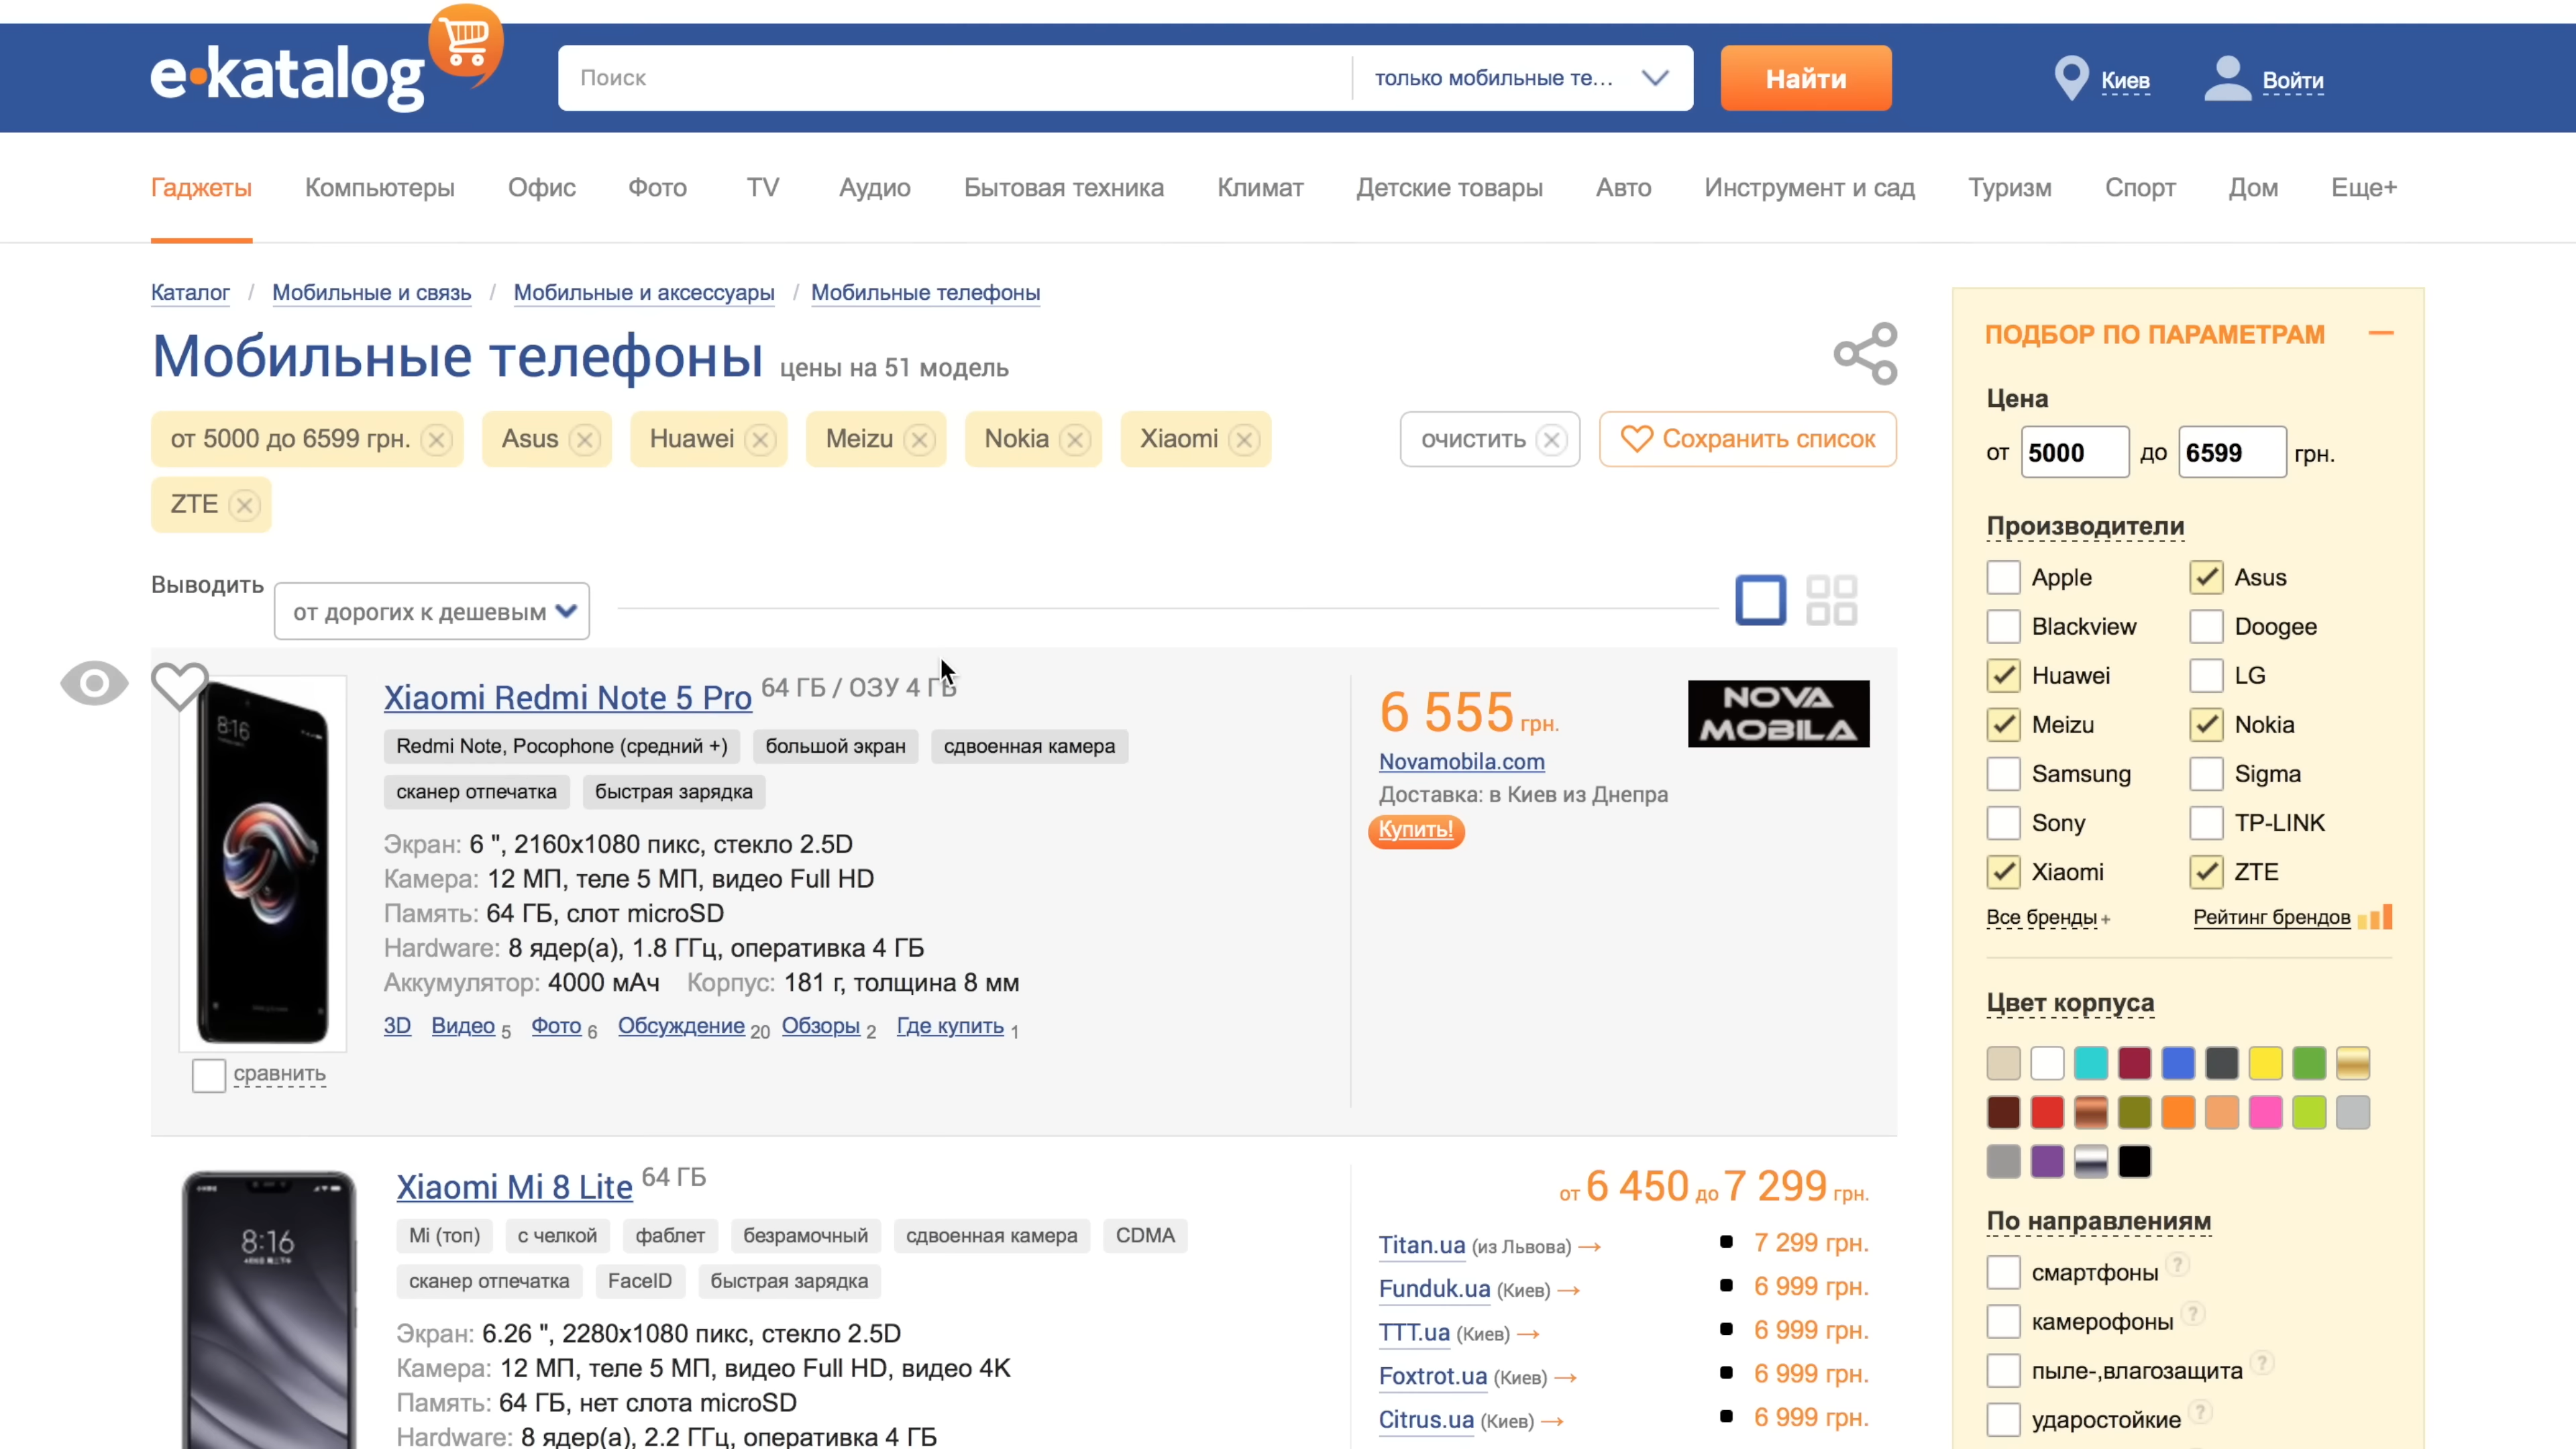 e•katalog
Поиск
только мобильные те...
Найти
Киев
Войти
Гаджеты Компьютеры Офис Фото TV Аудио Бытовая техника Климат Детские товары Авто Инструмент и сад Туризм Спорт Дом Еще+
Каталог / Мобильные и связь / Мобильные и аксессуары / Мобильные телефоны
Мобильные телефоны цены на 51 модель
от 5000 до 6599 грн. Asus Huawei Meizu Nokia Xiaomi
ZTE
очистить Сохранить список
Выводить от дорогих к дешевым
Xiaomi Redmi Note 5 Pro 64 ГБ / ОЗУ 4 ГБ
8:16
Redmi Note, Pocophone (средний +) большой экран сдвоенная камера
сканер отпечатка быстрая зарядка
Экран: 6 ", 2160x1080 пикс, стекло 2.5D
Камера: 12 МП, теле 5 МП, видео Full HD
Память: 64 ГБ, слот microSD
Hardware: 8 ядер(а), 1.8 ГГц, оперативка 4 ГБ
Аккумулятор: 4000 мАч Корпус: 181 г, толщина 8 мм
3D Видео 5 Фото 6 Обсуждение 20 Обзоры 2 Где купить 1
сравнить
6 555 грн.
Novamobila.com
Доставка: в Киев из Днепра
Купить!
NOVA
MOBILA
Xiaomi Mi 8 Lite 64 ГБ
8:16
Mi (топ) с челкой фаблет безрамочный сдвоенная камера CDMA
сканер отпечатка FaceID быстрая зарядка
Экран: 6.26 ", 2280x1080 пикс, стекло 2.5D
Камера: 12 МП, теле 5 МП, видео Full HD, видео 4K
Память: 64 ГБ, нет слота microSD
Hardware: 8 ядер(а), 2.2 ГГц, оперативка 4 ГБ
от 6 450 до 7 299 грн.
Titan.ua (из Львова) → 7 299 грн.
Funduk.ua (Киев) → 6 999 грн.
TTT.ua (Киев) → 6 999 грн.
Foxtrot.ua (Киев) → 6 999 грн.
Citrus.ua (Киев) → 6 999 грн.
ПОДБОР ПО ПАРАМЕТРАМ
Цена
от 5000 до 6599 грн.
Производители
Apple Asus
Blackview Doogee
Huawei LG
Meizu Nokia
Samsung Sigma
Sony TP-LINK
Xiaomi ZTE
Все бренды + Рейтинг брендов
Цвет корпуса
По направлениям
смартфоны ?
камерофоны ?
пыле-,влагозащита ?
ударостойкие ?